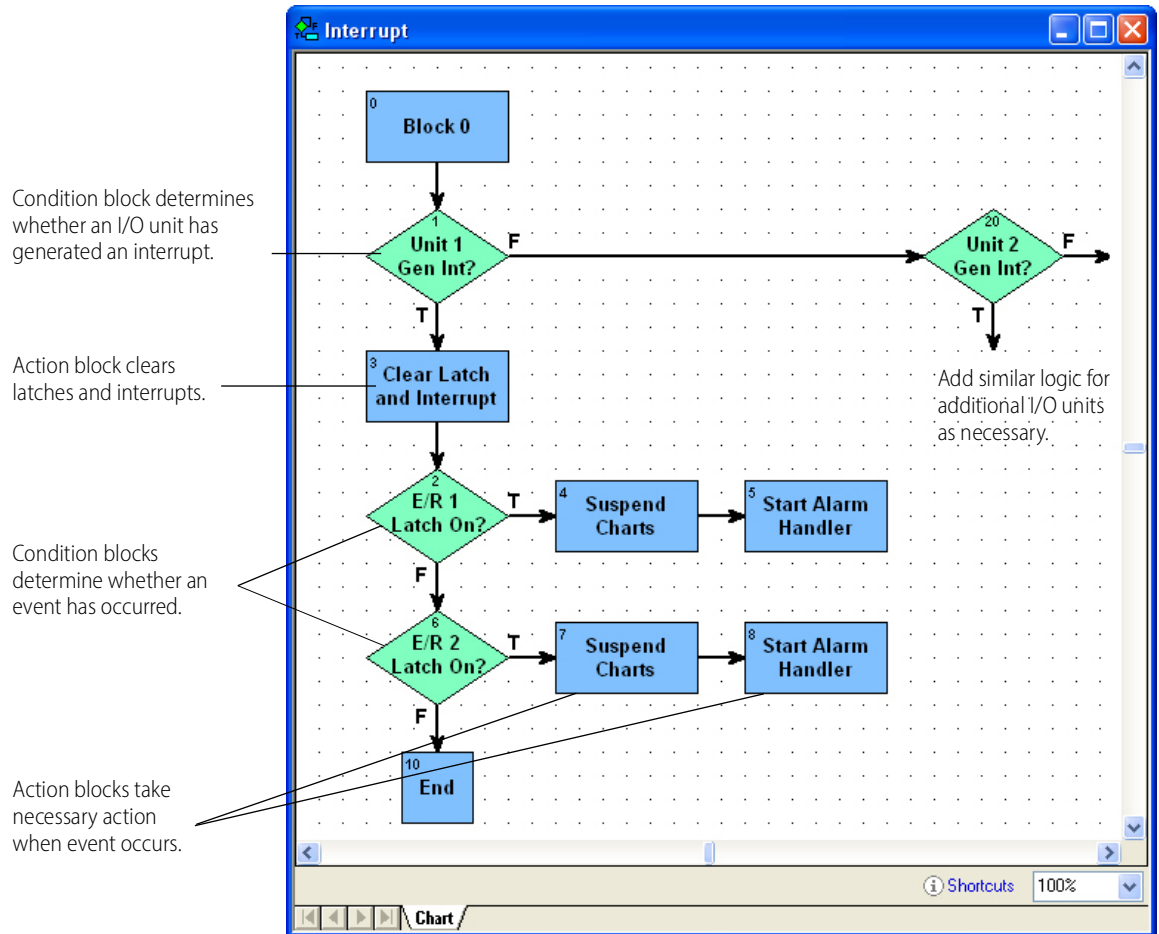 Interrupt
0
Block 0
Condition block determines
whether an I/O unit has
generated an interrupt.
1
Unit 1
Gen Int?
F
T
20
Unit 2
Gen Int?
F
T
Action block clears
latches and interrupts.
3
Clear Latch
and Interrupt
Add similar logic for
additional I/O units
as necessary.
2
E/R 1
Latch On?
T
F
4
Suspend
Charts
5
Start Alarm
Handler
Condition blocks
determine whether an
event has occurred.
6
E/R 2
Latch On?
T
F
7
Suspend
Charts
8
Start Alarm
Handler
10
End
Action blocks take
necessary action
when event occurs.
Shortcuts
100%
Chart